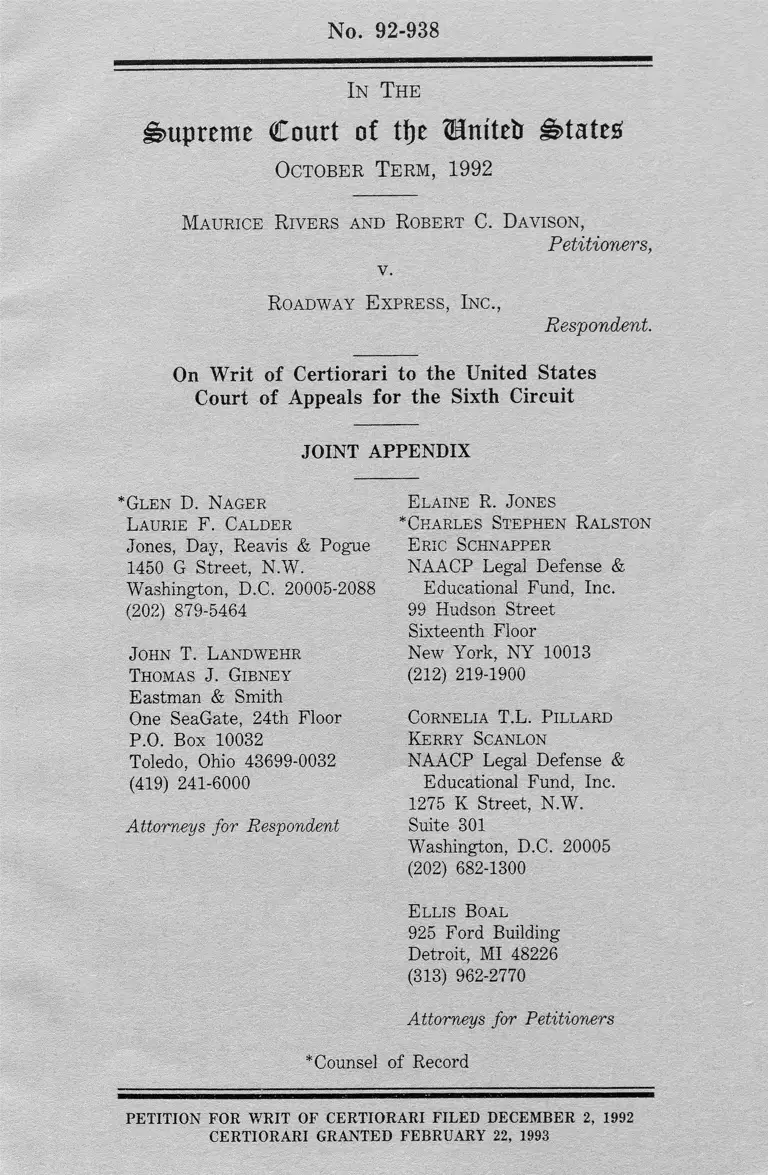 No. 92-938
IN THE
Supreme Court of the United States
OCTOBER TERM, 1992
MAURICE RIVERS AND ROBERT C. DAVISON,
Petitioners,
v.
ROADWAY EXPRESS, INC.,
Respondent.
On Writ of Certiorari to the United States
Court of Appeals for the Sixth Circuit
JOINT APPENDIX
*GLEN D. NAGER
LAURIE F. CALDER
Jones, Day, Reavis & Pogue
1450 G Street, N.W.
Washington, D.C. 20005-2088
(202) 879-5464
JOHN T. LANDWEHR
THOMAS J. GIBNEY
Eastman & Smith
One SeaGate, 24th Floor
P.O. Box 10032
Toledo, Ohio 43699-0032
(419) 241-6000
Attorneys for Respondent
ELAINE R. JONES
*CHARLES STEPHEN RALSTON
ERIC SCHNAPPER
NAACP Legal Defense &
Educational Fund, Inc.
99 Hudson Street
Sixteenth Floor
New York, NY 10013
(212) 219-1900
CORNELIA T.L. PILLARD
KERRY SCANLON
NAACP Legal Defense &
Educational Fund, Inc.
1275 K Street, N.W.
Suite 301
Washington, D.C. 20005
(202) 682-1300
ELLIS BOAL
925 Ford Building
Detroit, MI 48226
(313) 962-2770
Attorneys for Petitioners
*Counsel of Record
PETITION FOR WRIT OF CERTIORARI FILED DECEMBER 2, 1992
CERTIORARI GRANTED FEBRUARY 22, 1993